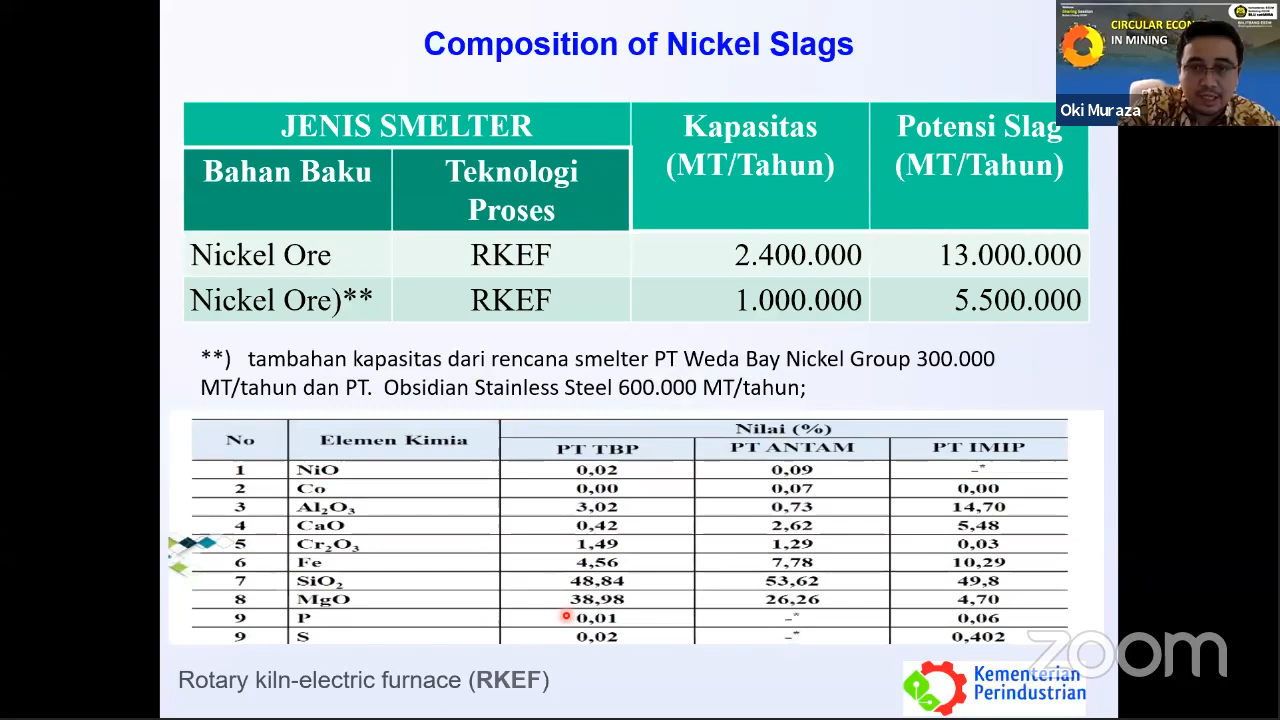 Composition of Nickel Slags
CIRCULAR ECON
IN MINING
Oki Muraza
JENIS SMELTER
Kapasitas (MT/Tahun)
Potensi Slag (MT/Tahun)
Bahan Baku
Teknologi Proses
Nickel Ore RKEF 2.400.000 13.000.000
Nickel Ore)** RKEF 1.000.000 5.500.000
**) tambahan kapasitas dari rencana smelter PT Weda Bay Nickel Group 300.000
MT/tahun dan PT. Obsidian Stainless Steel 600.000 MT/tahun;
No Elemen Kimia Nilai (%)
PT TBP PT ANTAM PT IMIP
1 NiO 0,02 0,09 -*
2 Co 0,00 0,07 0,00
3 Al₂O₃ 3,02 0,73 14,70
4 CaO 0,42 2,62 5,48
5 Cr₂O₃ 1,49 1,29 0,03
6 Fe 4,56 7,78 10,29
7 SiO₂ 48,84 53,62 49,8
8 MgO 38,98 26,26 4,70
9 P 0,01 -* 0,06
9 S 0,02 -* 0,402
Rotary kiln-electric furnace (RKEF)
Kementerian
Perindustrian
zoom